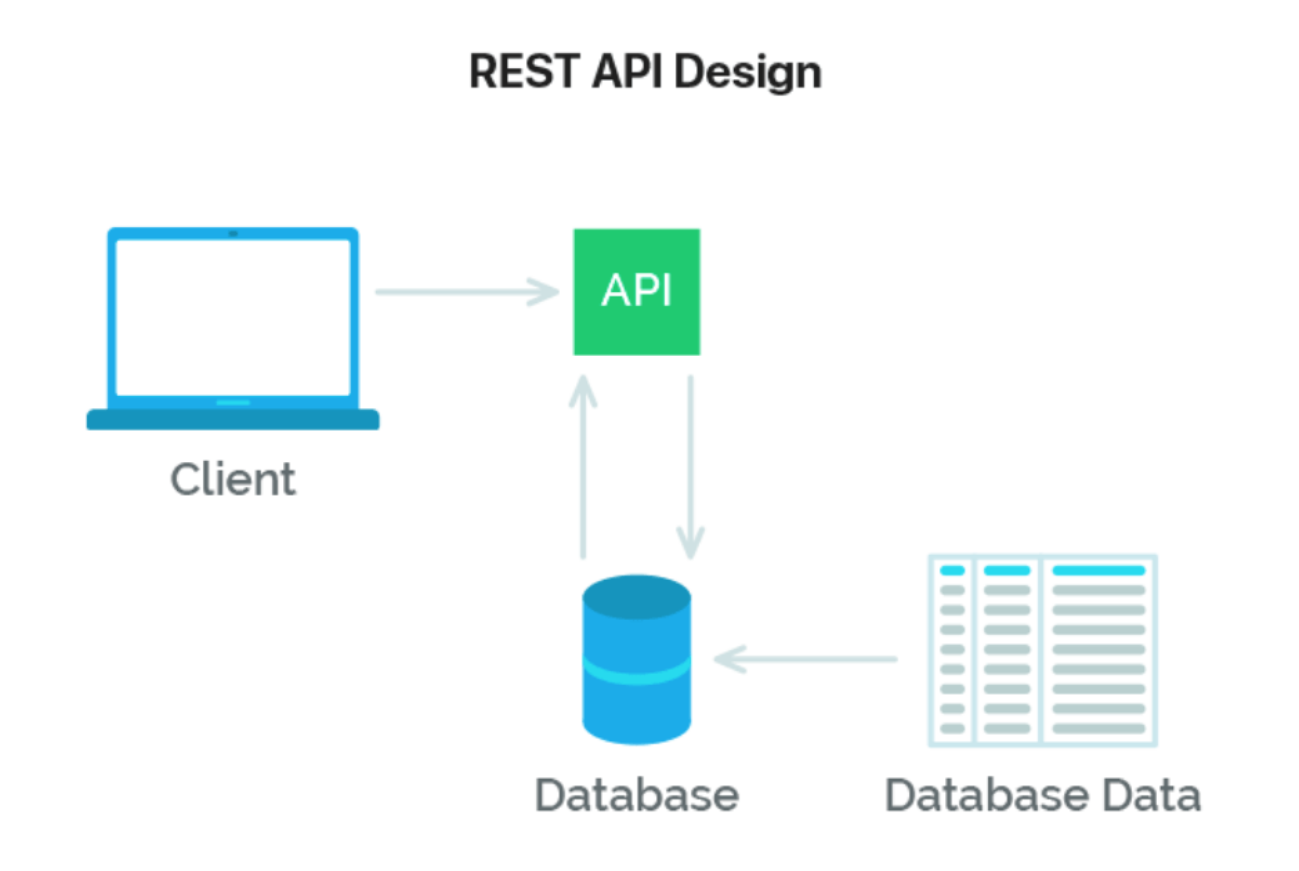 REST API Design
API
Client
Database
Database Data